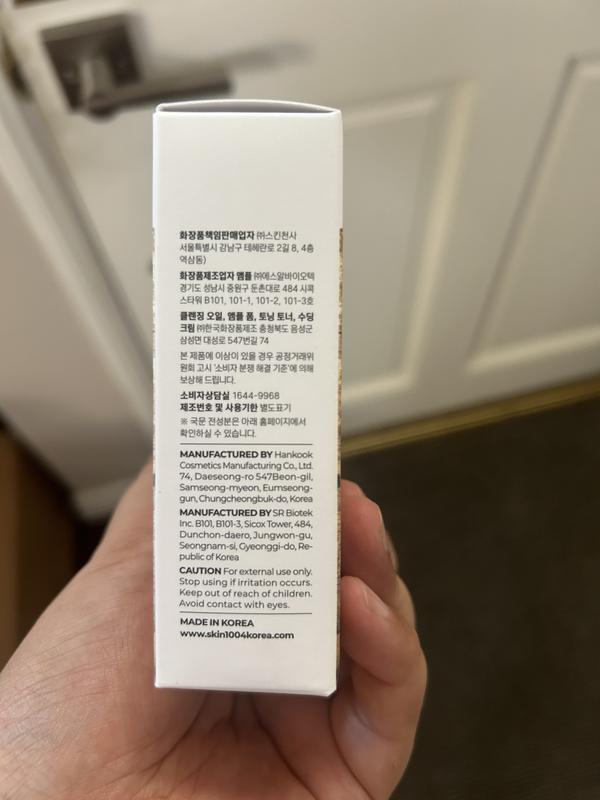 화장품책임판매업자 ㈜스킨천사
서울특별시 강남구 테헤란로 2길 8, 4층
역삼동)
화장품제조업자 앰플 ㈜에스알바이오텍
경기도 성남시 중원구 둔촌대로 484 시콕
스타워 B101, 101-1, 101-2, 101-3호
클렌징 오일, 앰플 폼, 토닝 토너, 수딩
크림 ㈜한국화장품제조 충청북도 음성군
삼성면 대성로 547번길 74
본 제품에 이상이 있을 경우 공정거래위
원회 고시 '소비자 분쟁 해결 기준'에 의해
보상해 드립니다.
소비자상담실 1644-9968
제조번호 및 사용기한 별도표기
※ 국문 전성분은 아래 홈페이지에서
확인하실 수 있습니다.
MANUFACTURED BY Hankook
Cosmetics Manufacturing Co., Ltd.
74, Daeseong-ro 547Beon-gil,
Samseong-myeon, Eumseong-
gun, Chungcheongbuk-do, Korea
MANUFACTURED BY SR Biotek
Inc. B101, B101-3, Sicox Tower, 484,
Dunchon-daero, Jungwon-gu,
Seongnam-si, Gyeonggi-do, Re-
public of Korea
CAUTION For external use only.
Stop using if irritation occurs.
Keep out of reach of children.
Avoid contact with eyes.
MADE IN KOREA
www.skin1004korea.com